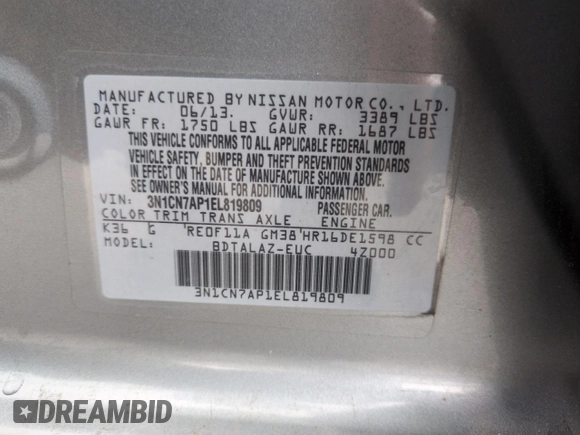 MANUFACTURED BY NISSAN MOTOR CO., LTD.
DATE: 06/13. GVWR: 3389 LBS
GAWR FR: 1750 LBS GAWR RR: 1687 LBS
THIS VEHICLE CONFORMS TO ALL APPLICABLE FEDERAL MOTOR
VEHICLE SAFETY, BUMPER AND THEFT PREVENTION STANDARDS
IN EFFECT ON THE DATE OF MANUFACTURE SHOWN ABOVE.
SEE OWNER'S MANUAL FOR ADDITIONAL INFORMATION.
VIN: 3N1CN7AP1EL819809 PASSENGER CAR.
COLOR TRIM TRANS AXLE ENGINE
K36 G RE0F11A GM38 HR16DE1598 CC
MODEL: BDTALAZ-EUC 42000
3N1CN7AP1EL819809
DREAMBID